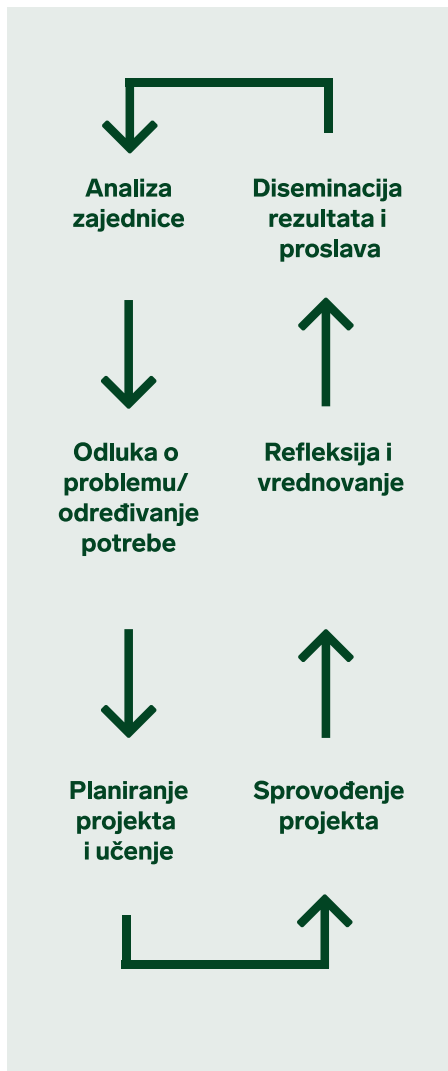 Analiza
zajednice
Diseminacija
rezultata i
proslava
Odluka o
problemu/
određivanje
potrebe
Refleksija i
vrednovanje
Planiranje
projekta
i učenje
Sprovođenje
projekta